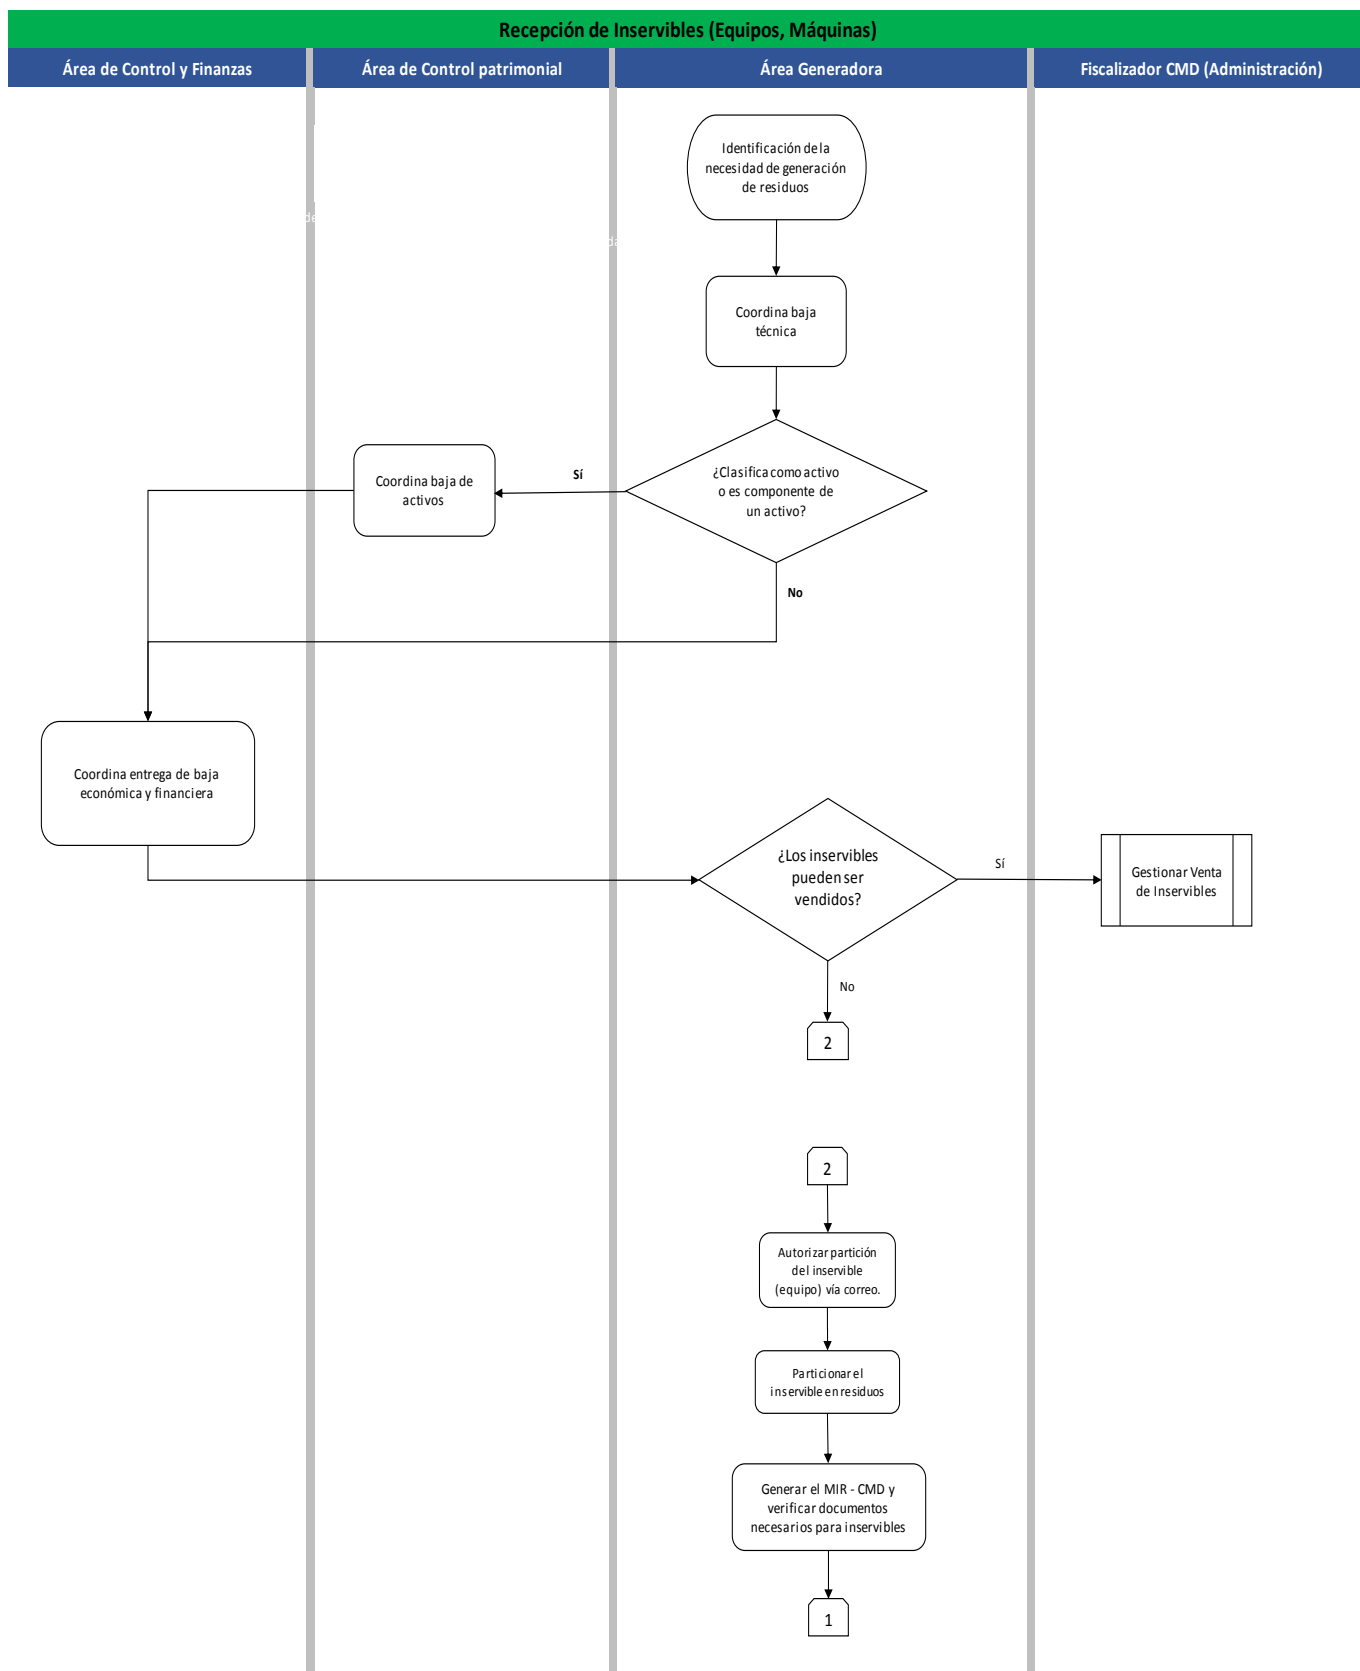 Recepción de Inservibles (Equipos, Máquinas)
Área de Control y Finanzas
Área de Control patrimonial
Área Generadora
Fiscalizador CMD (Administración)
Identificación de la
necesidad de generación
de residuos
de
da
Coordina baja
técnica
¿Clasifica como activo
o es componente de
un activo?
Sí
Coordina baja de
activos
No
Coordina entrega de baja
económica y financiera
¿Los inservibles
pueden ser
vendidos?
Sí
Gestionar Venta
de Inservibles
No
2
2
Autorizar partición
del inservible
(equipo) vía correo.
Particionar el
inservible en residuos
Generar el MIR - CMD y
verificar documentos
necesarios para inservibles
1